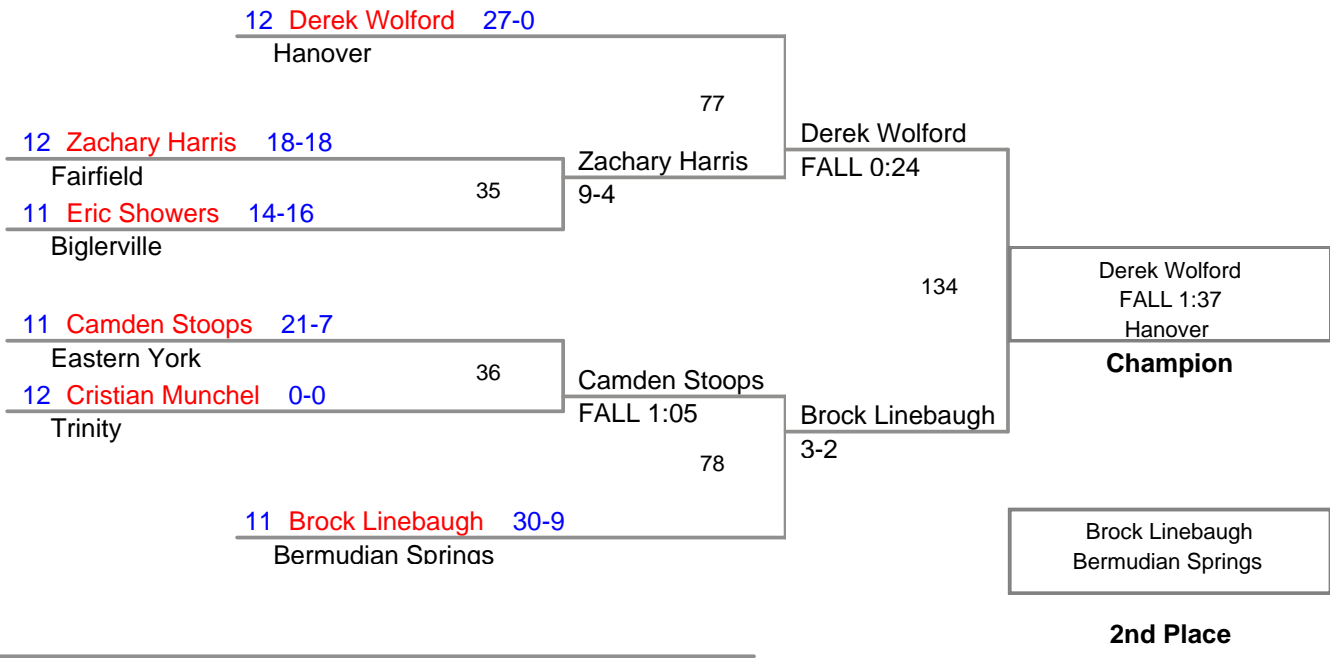 12 Derek Wolford 27-0
Hanover
77
12 Zachary Harris 18-18
Fairfield
35
11 Eric Showers 14-16
Biglerville
Zachary Harris
9-4
Derek Wolford
FALL 0:24
134
11 Camden Stoops 21-7
Eastern York
36
12 Cristian Munchel 0-0
Trinity
Camden Stoops
FALL 1:05
78
Brock Linebaugh
3-2
11 Brock Linebaugh 30-9
Bermudian Springs
Derek Wolford
FALL 1:37
Hanover
Champion
Brock Linebaugh
Bermudian Springs
2nd Place